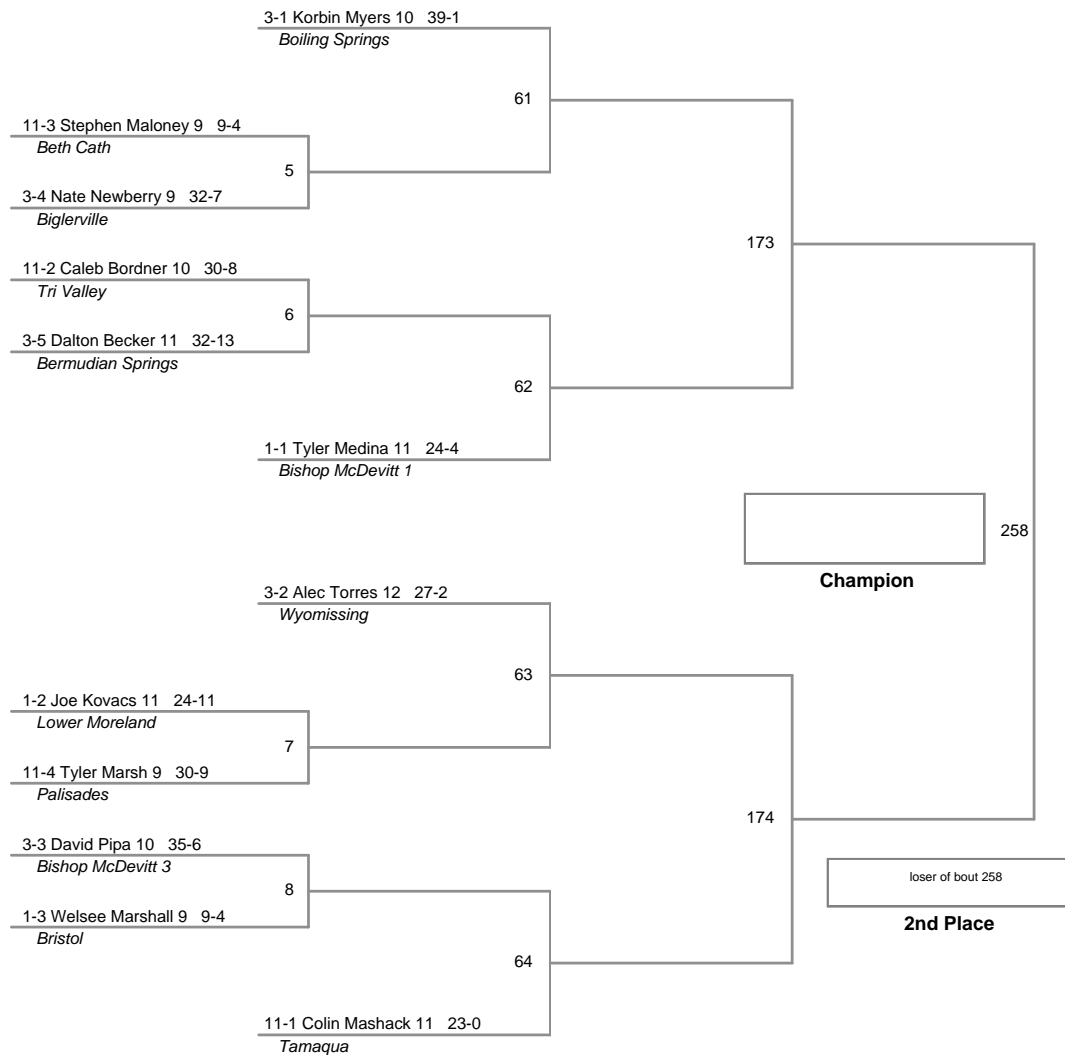 3-1 Korbin Myers 10 39-1
Boiling Springs
61
11-3 Stephen Maloney 9 9-4
Beth Cath
5
3-4 Nate Newberry 9 32-7
Biglerville
173
11-2 Caleb Bordner 10 30-8
Tri Valley
6
3-5 Dalton Becker 11 32-13
Bermudian Springs
62
1-1 Tyler Medina 11 24-4
Bishop McDevitt 1
258
Champion
3-2 Alec Torres 12 27-2
Wyomissing
63
1-2 Joe Kovacs 11 24-11
Lower Moreland
7
11-4 Tyler Marsh 9 30-9
Palisades
174
3-3 David Pipa 10 35-6
Bishop McDevitt 3
loser of bout 258
8
1-3 Welsee Marshall 9 9-4
Bristol
2nd Place
64
11-1 Colin Mashack 11 23-0
Tamaqua